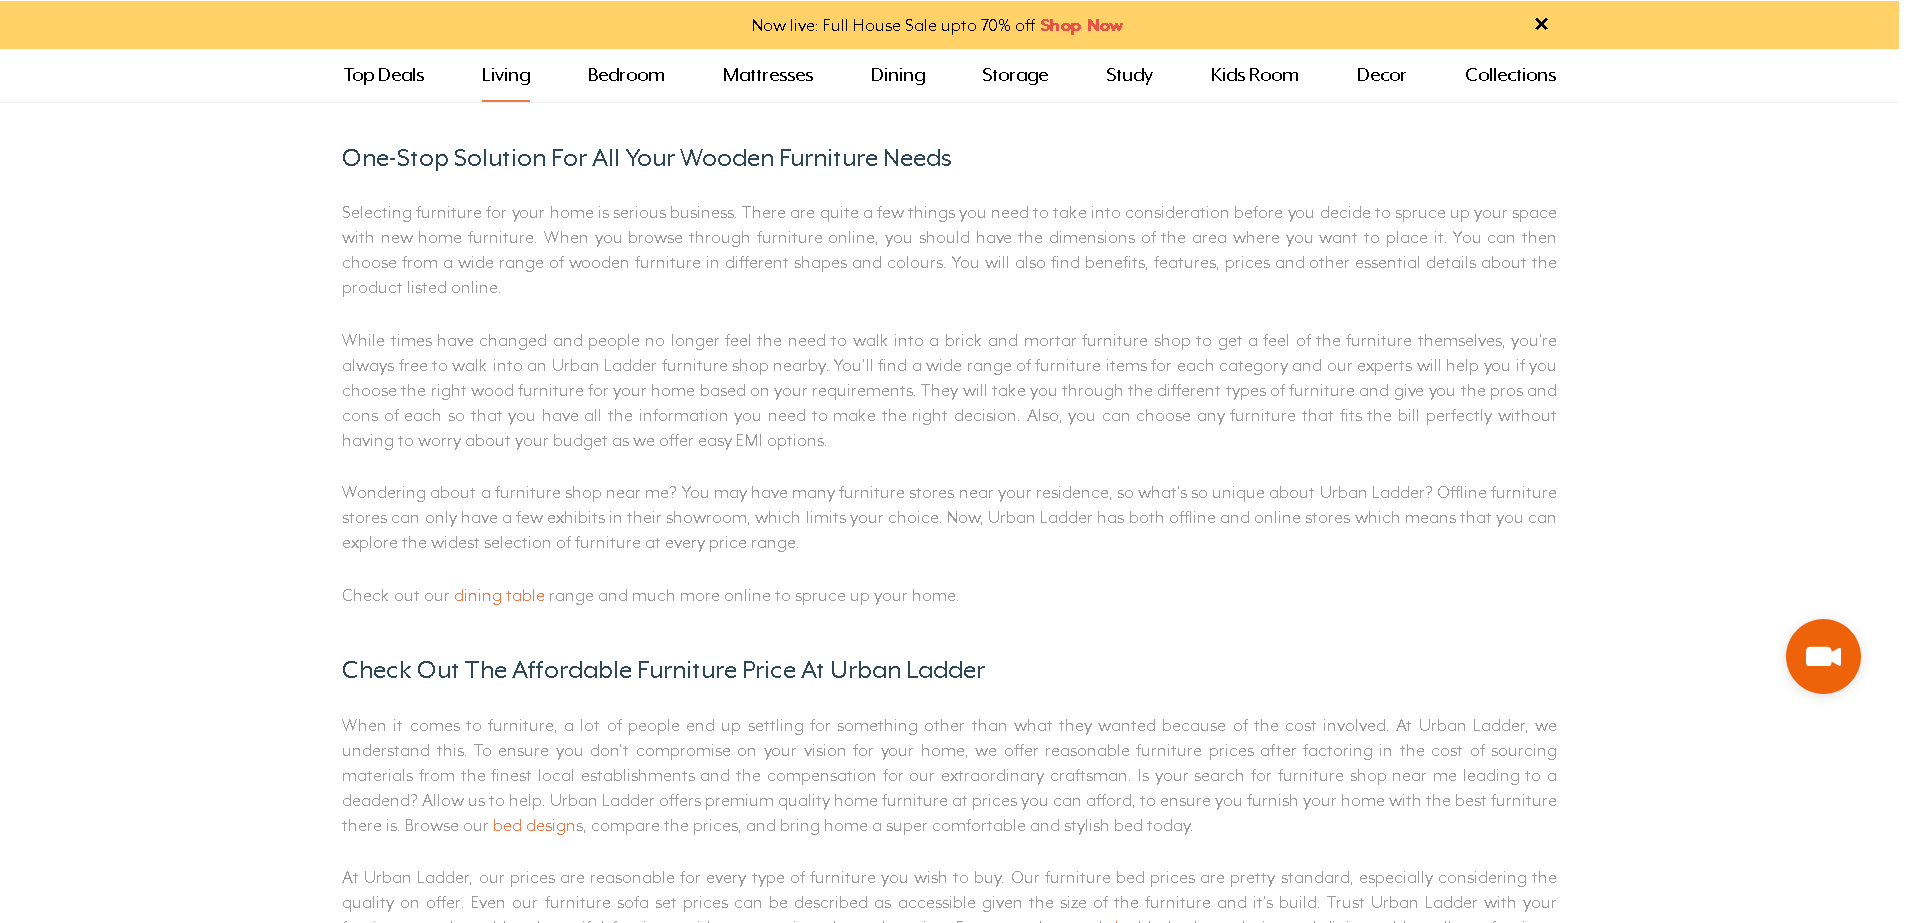 Now live: Full House Sale upto 70% off Shop Now
Top Deals Living Bedroom Mattresses Dining Storage Study Kids Room Decor Collections
One-Stop Solution For All Your Wooden Furniture Needs
Selecting furniture for your home is serious business. There are quite a few things you need to take into consideration before you decide to spruce up your space
with new home furniture. When you browse through furniture online, you should have the dimensions of the area where you want to place it. You can then
choose from a wide range of wooden furniture in different shapes and colours. You will also find benefits, features, prices and other essential details about the
product listed online.
While times have changed and people no longer feel the need to walk into a brick and mortar furniture shop to get a feel of the furniture themselves, you're
always free to walk into an Urban Ladder furniture shop nearby. You'll find a wide range of furniture items for each category and our experts will help you if you
choose the right wood furniture for your home based on your requirements. They will take you through the different types of furniture and give you the pros and
cons of each so that you have all the information you need to make the right decision. Also, you can choose any furniture that fits the bill perfectly without
having to worry about your budget as we offer easy EMI options.
Wondering about a furniture shop near me? You may have many furniture stores near your residence, so what's so unique about Urban Ladder? Offline furniture
stores can only have a few exhibits in their showroom, which limits your choice. Now, Urban Ladder has both offline and online stores which means that you can
explore the widest selection of furniture at every price range.
Check out our dining table range and much more online to spruce up your home.
Check Out The Affordable Furniture Price At Urban Ladder
When it comes to furniture, a lot of people end up settling for something other than what they wanted because of the cost involved. At Urban Ladder, we
understand this. To ensure you don't compromise on your vision for your home, we offer reasonable furniture prices after factoring in the cost of sourcing
materials from the finest local establishments and the compensation for our extraordinary craftsman. Is your search for furniture shop near me leading to a
deadend? Allow us to help. Urban Ladder offers premium quality home furniture at prices you can afford, to ensure you furnish your home with the best furniture
there is. Browse our bed designs, compare the prices, and bring home a super comfortable and stylish bed today.
At Urban Ladder, our prices are reasonable for every type of furniture you wish to buy. Our furniture bed prices are pretty standard, especially considering the
quality on offer. Even our furniture sofa set prices can be described as accessible given the size of the furniture and it's build. Trust Urban Ladder with your